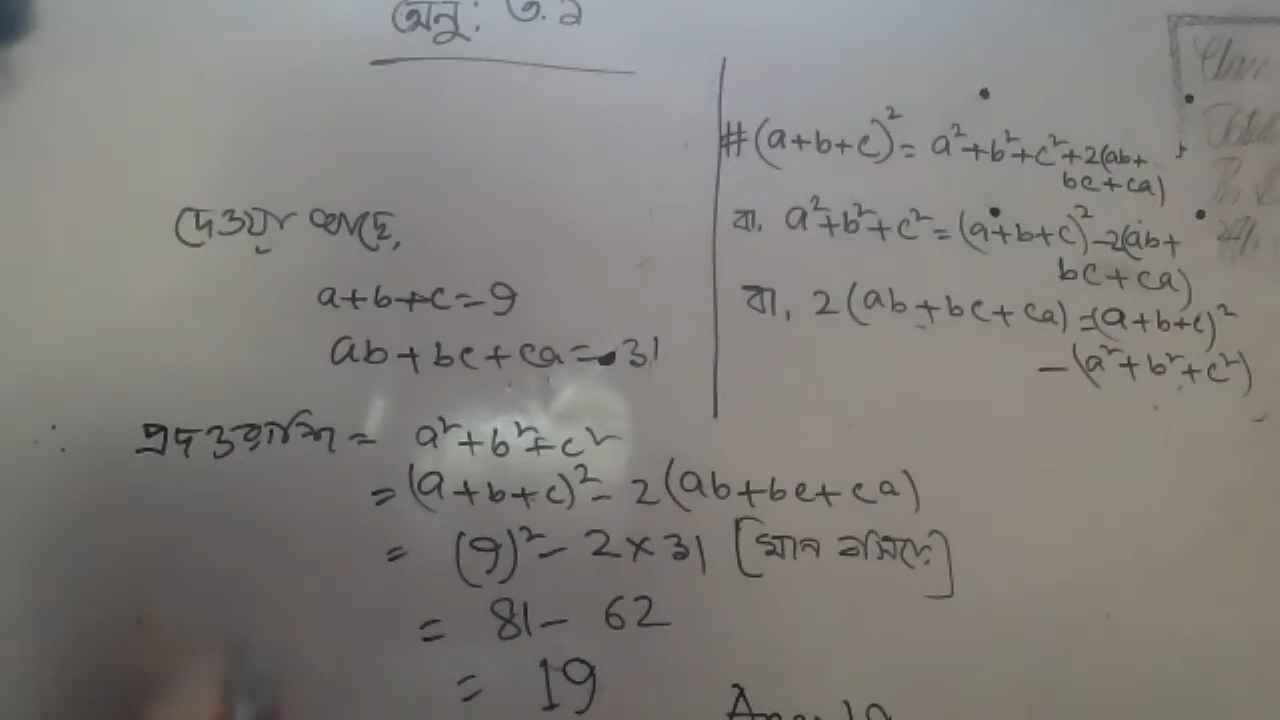 অনু: ৩.২
দেওয়া আছে,
a+b+c=9
ab+bc+ca=31
∴ প্রদত্ত রাশি = a²+b²+c²
=(a+b+c)²- 2(ab+bc+ca)
= (9)²- 2×31 [মান বসিয়ে]
= 81- 62
= 19
#(a+b+c)²= a²+b²+c²+2(ab+
bc+ca)
বা, a²+b²+c²=(a+b+c)²-2(ab+
bc+ca)
বা, 2(ab+bc+ca)=(a+b+c)²
-(a²+b²+c²)